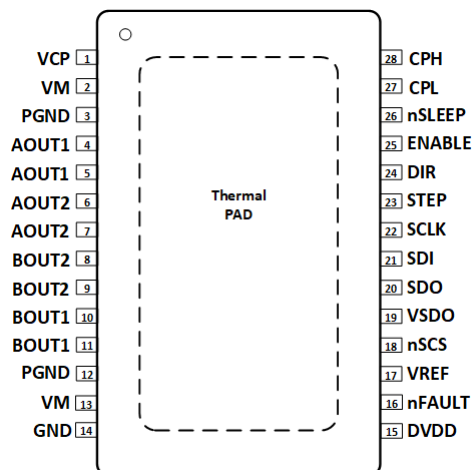 VCP 1
VM 2
PGND 3
AOUT1 4
AOUT1 5
AOUT2 6
AOUT2 7
BOUT2 8
BOUT2 9
BOUT1 10
BOUT1 11
PGND 12
VM 13
GND 14
Thermal
PAD
28 CPH
27 CPL
26 nSLEEP
25 ENABLE
24 DIR
23 STEP
22 SCLK
21 SDI
20 SDO
19 VSDO
18 nSCS
17 VREF
16 nFAULT
15 DVDD